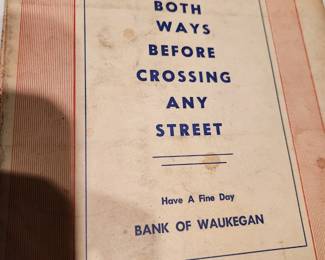 BOTH
WAYS
BEFORE
CROSSING
ANY
STREET
Have A Fine Day
BANK OF WAUKEGAN